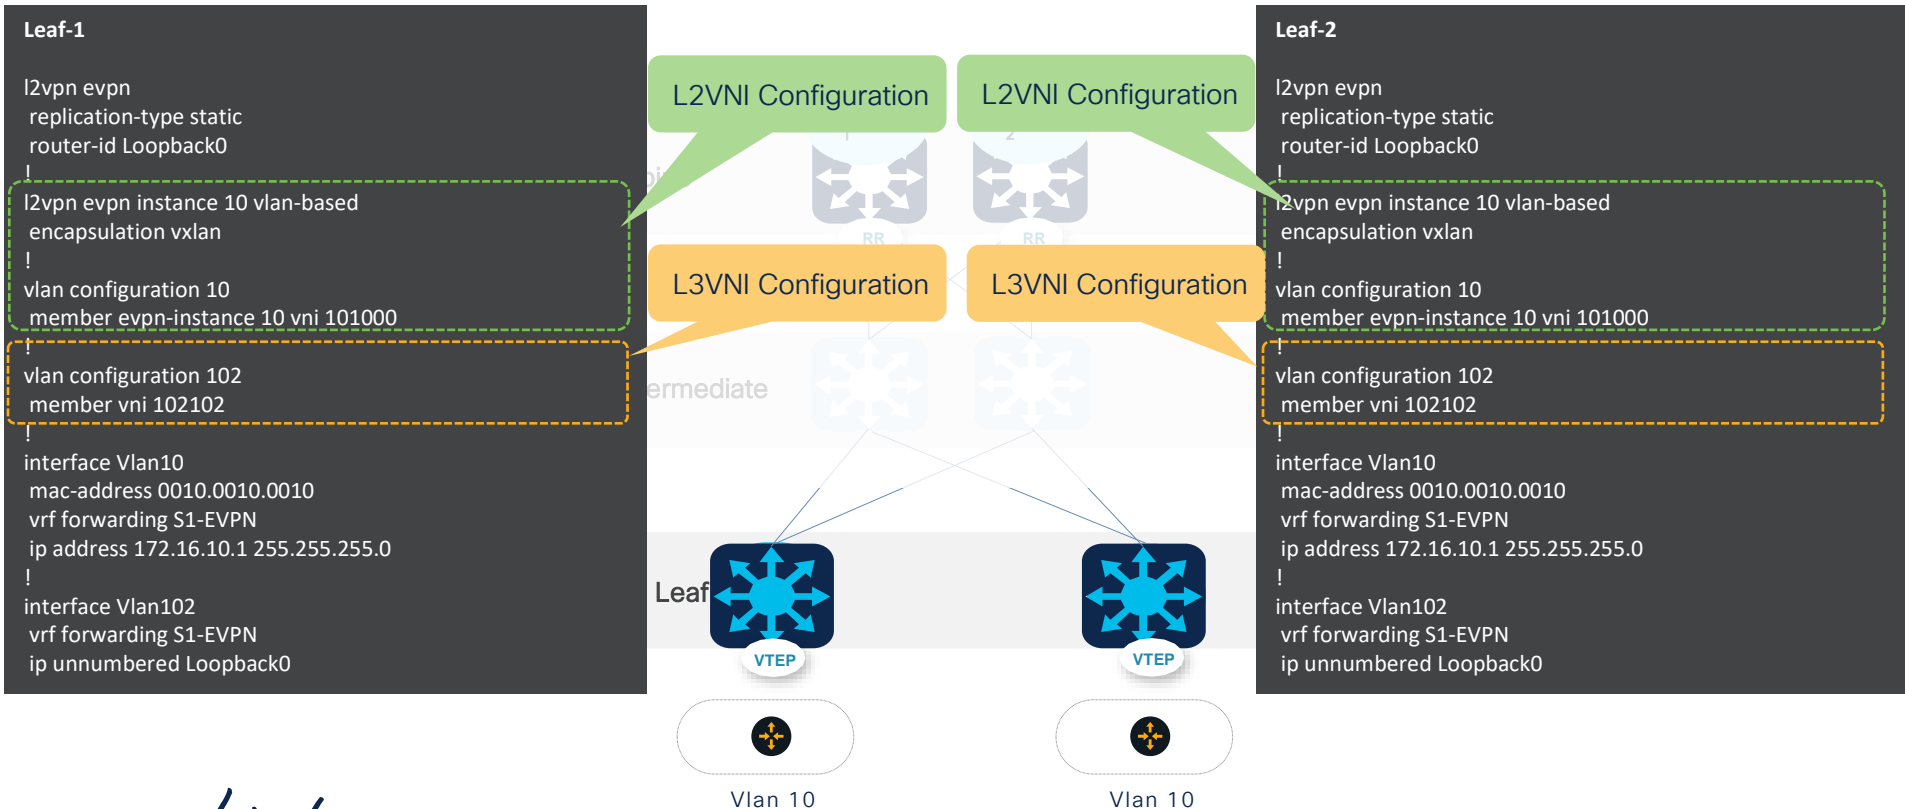 Leaf-1
l2vpn evpn
replication-type static
router-id Loopback0
!
l2vpn evpn instance 10 vlan-based
encapsulation vxlan
!
vlan configuration 10
member evpn-instance 10 vni 101000
!
vlan configuration 102
member vni 102102
!
interface Vlan10
mac-address 0010.0010.0010
vrf forwarding S1-EVPN
ip address 172.16.10.1 255.255.255.0
!
interface Vlan102
vrf forwarding S1-EVPN
ip unnumbered Loopback0
L2VNI Configuration
L2VNI Configuration
1
2
RR
RR
L3VNI Configuration
L3VNI Configuration
ermediate
Leaf
VTEP
VTEP
Vlan 10
Vlan 10
Leaf-2
l2vpn evpn
replication-type static
router-id Loopback0
!
l2vpn evpn instance 10 vlan-based
encapsulation vxlan
!
vlan configuration 10
member evpn-instance 10 vni 101000
!
vlan configuration 102
member vni 102102
!
interface Vlan10
mac-address 0010.0010.0010
vrf forwarding S1-EVPN
ip address 172.16.10.1 255.255.255.0
!
interface Vlan102
vrf forwarding S1-EVPN
ip unnumbered Loopback0